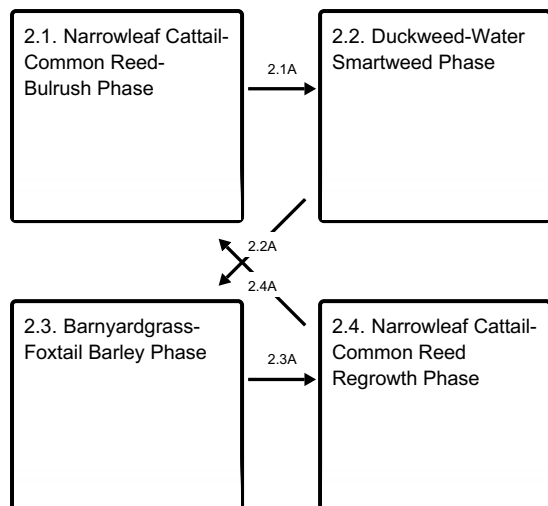 2.1. Narrowleaf Cattail-
Common Reed-
Bulrush Phase
2.1A
2.2. Duckweed-Water
Smartweed Phase
2.2A
2.4A
2.3. Barnyardgrass-
Foxtail Barley Phase
2.3A
2.4. Narrowleaf Cattail-
Common Reed
Regrowth Phase